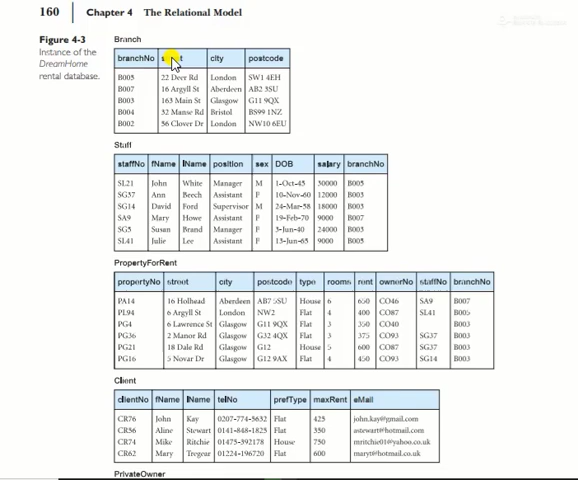 160 Chapter 4 The Relational Model
Figure 4-3
Instance of the
DreamHome
rental database.
Branch
branchNo city postcode
B005 22 Deer Rd London SW1 4EH
B007 16 Argyll St Aberdeen AB2 3SU
B003 163 Main St Glasgow G11 9QX
B004 32 Manse Rd Bristol BS99 1NZ
B002 56 Clover Dr London NW10 6EU
Staff
staffNo fName lName position sex DOB salary branchNo
SL21 John White Manager M 1-Oct-45 30000 B005
SG37 Ann Beech Assistant F 10-Nov-60 12000 B003
SG14 David Ford Supervisor M 24-Mar-58 18000 B003
SA9 Mary Howe Assistant F 19-Feb-70 9000 B007
SG5 Susan Brand Manager F 3-Jun-40 24000 B003
SL41 Julie Lee Assistant F 13-Jun-65 9000 B005
PropertyForRent
propertyNo street city postcode type rooms rent ownerNo staffNo branchNo
PA14 16 Holhead Aberdeen AB7 5SU House 6 650 CO46 SA9 B007
PL94 6 Argyll St London NW2 Flat 4 400 CO87 SL41 B005
PG4 6 Lawrence St Glasgow G11 9QX Flat 3 350 CO40 B003
PG36 2 Manor Rd Glasgow G32 4QX Flat 3 375 CO93 SG37 B003
PG21 18 Dale Rd Glasgow G12 House 5 600 CO87 SG37 B003
PG16 5 Novar Dr Glasgow G12 9AX Flat 4 450 CO93 SG14 B003
Client
clientNo fName lName telNo prefType maxRent eMail
CR76 John Kay 0207-774-5632 Flat 425 john.kay@gmail.com
CR56 Aline Stewart 0141-848-1825 Flat 350 astewart@hotmail.com
CR74 Mike Ritchie 01475-392178 House 750 mritchie01@yahoo.co.uk
CR62 Mary Tregear 01224-196720 Flat 600 maryt@hotmail.co.uk
PrivateOwner